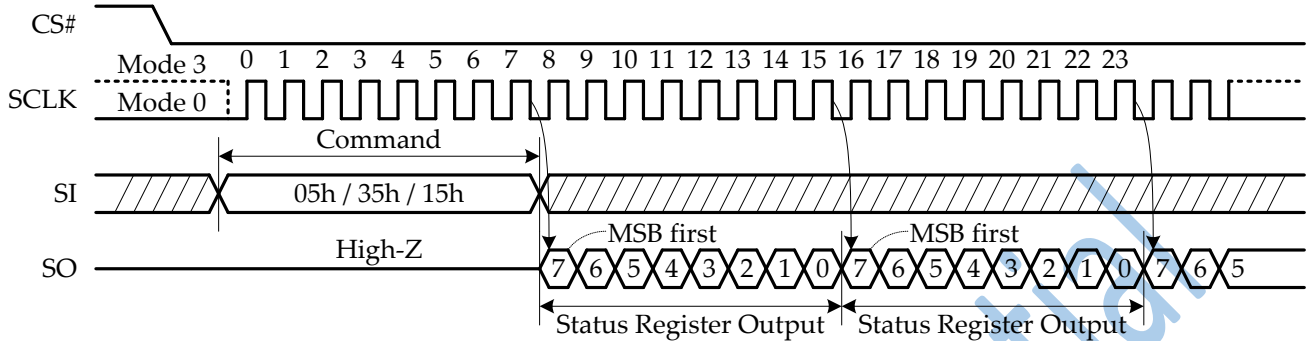 CS#
Mode 3 0 1 2 3 4 5 6 7 8 9 10 11 12 13 14 15 16 17 18 19 20 21 22 23
SCLK Mode 0
Command
SI 05h / 35h / 15h
High-Z MSB first MSB first
SO 7 6 5 4 3 2 1 0 7 6 5 4 3 2 1 0 7 6 5
Status Register Output Status Register Output